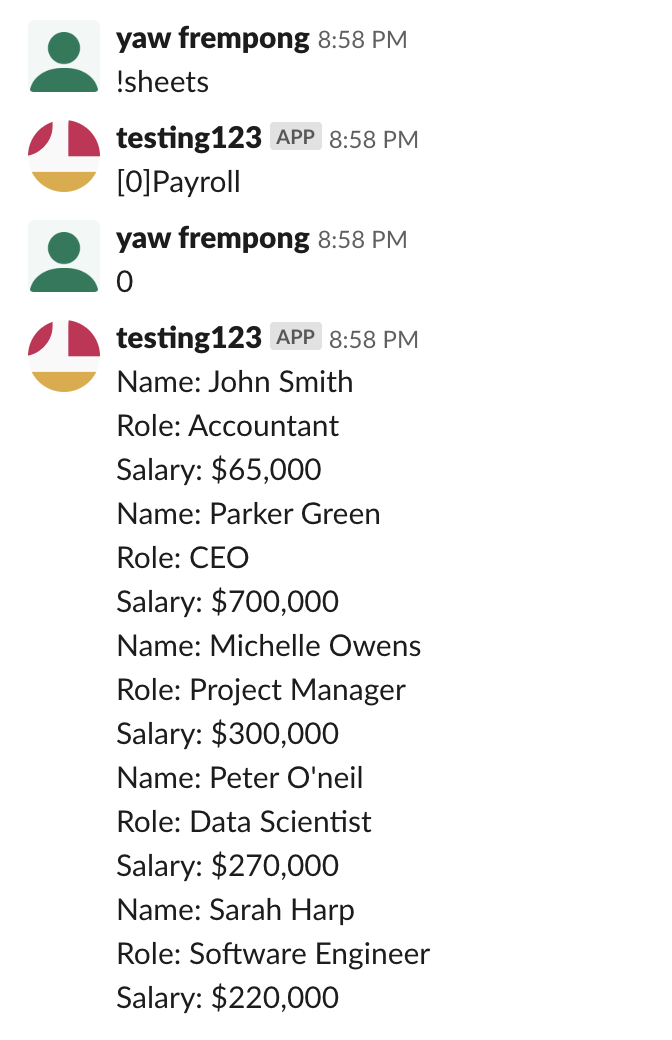 yaw frempong 8:58 PM
!sheets
testing123 APP 8:58 PM
[0]Payroll
yaw frempong 8:58 PM
0
testing123 APP 8:58 PM
Name: John Smith
Role: Accountant
Salary: $65,000
Name: Parker Green
Role: CEO
Salary: $700,000
Name: Michelle Owens
Role: Project Manager
Salary: $300,000
Name: Peter O'neil
Role: Data Scientist
Salary: $270,000
Name: Sarah Harp
Role: Software Engineer
Salary: $220,000